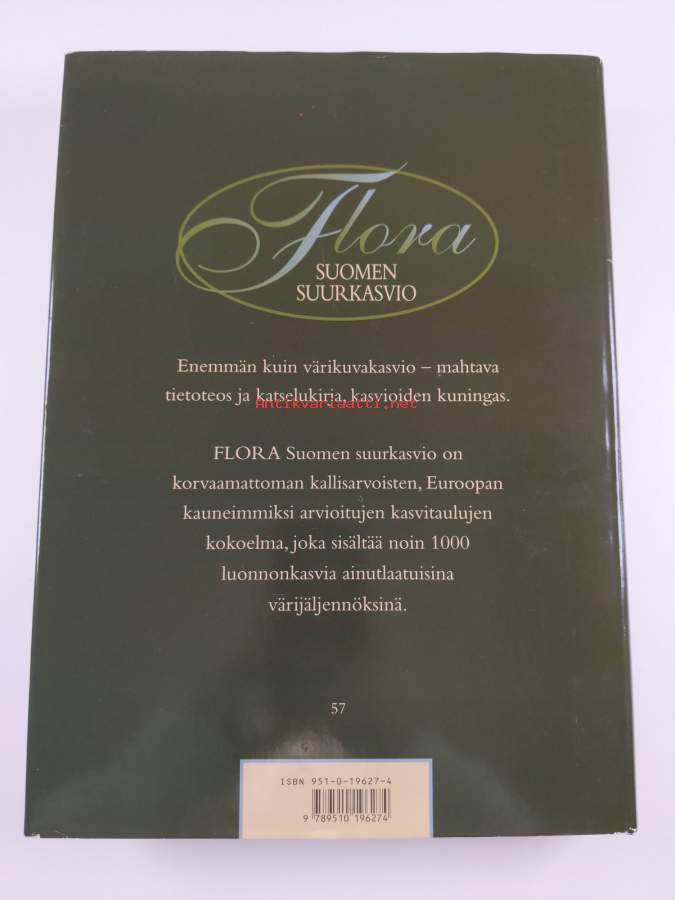 Flora
SUOMEN
SUURKASVIO
Enemmän kuin värikuvakasvio – mahtava
tietoteos ja katselukirja, kasvioiden kuningas.
Antikvariaatti.net
FLORA Suomen suurkasvio on
korvaamattoman kallisarvoisten, Euroopan
kauneimmiksi arvioitujen kasvitaulujen
kokoelma, joka sisältää noin 1000
luonnonkasvia ainutlaatuisina
värijäljennöksinä.
57
ISBN 951-0-19627-4
9 789510 196274